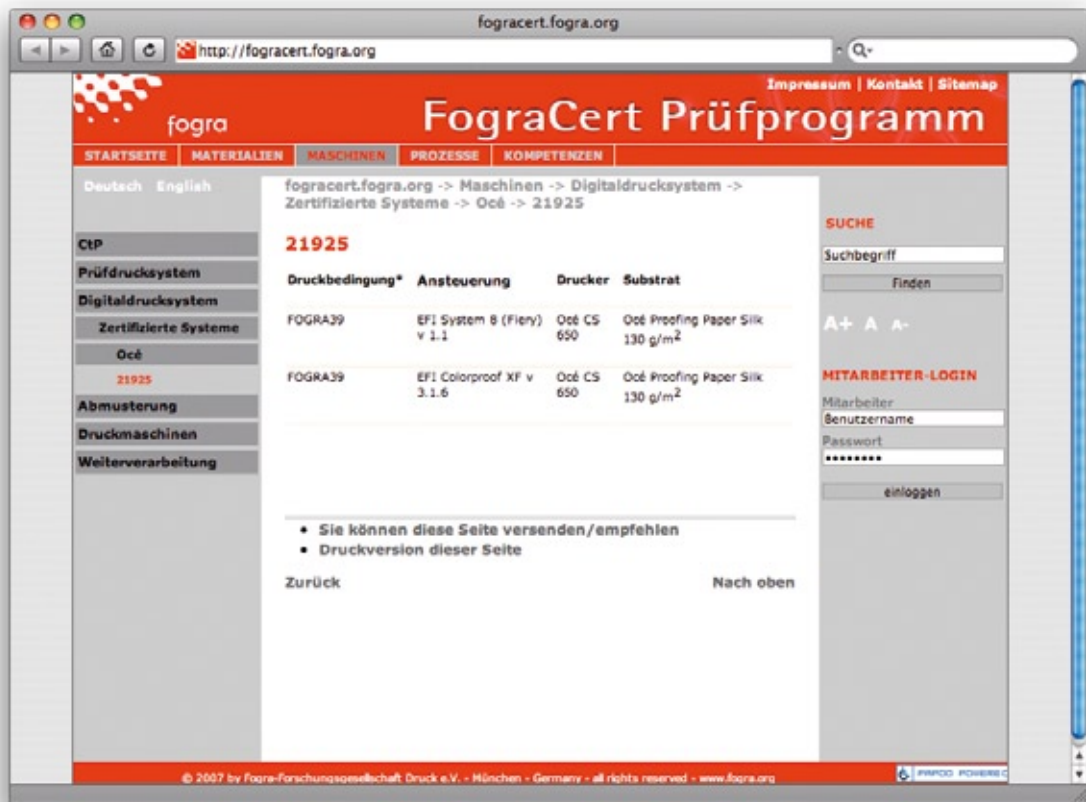 fogracert.fogra.org
http://fogracert.fogra.org
Impressum | Kontakt | Sitemap
fogra
FograCert Prüfprogramm
STARTSEITE
MATERIALIEN
MASCHINEN
PROZESSE
KOMPETENZEN
Deutsch English
CtP
Prüfdrucksystem
Digitaldrucksystem
Zertifizierte Systeme
Océ
21925
Abmusterung
Druckmaschinen
Weiterverarbeitung
fogracert.fogra.org -> Maschinen -> Digitaldrucksystem ->
Zertifizierte Systeme -> Océ -> 21925
21925
Druckbedingung* Ansteuerung Drucker Substrat
FOGRA39 EFI System 8 (Fiery) Océ CS Océ Proofing Paper Silk
v 1.1 650 130 g/m2
FOGRA39 EFI Colorproof XF v Océ CS Océ Proofing Paper Silk
3.1.6 650 130 g/m2
• Sie können diese Seite versenden/empfehlen
• Druckversion dieser Seite
Zurück Nach oben
SUCHE
Suchbegriff
Finden
A+ A A-
MITARBEITER-LOGIN
Mitarbeiter
Benutzername
Passwort
••••••••
einloggen
© 2007 by Fogra-Forschungsgesellschaft Druck e.V. - München - Germany - all rights reserved - www.fogra.org